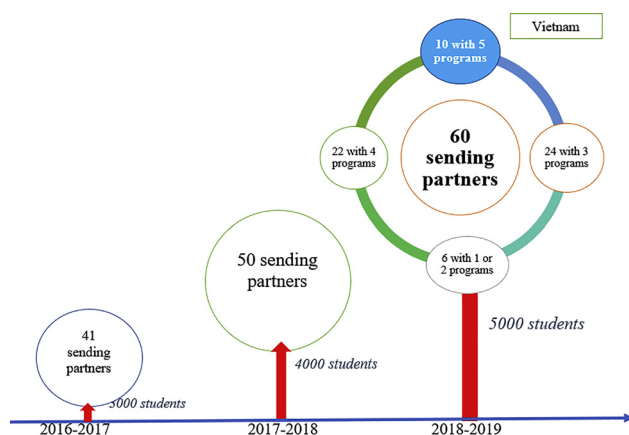 Vietnam
10 with 5
programs
22 with 4
programs
60
sending
partners
24 with 3
programs
6 with 1 or
2 programs
50 sending
partners
41
sending
partners
5000 students
4000 students
3000 students
2016-2017
2017-2018
2018-2019